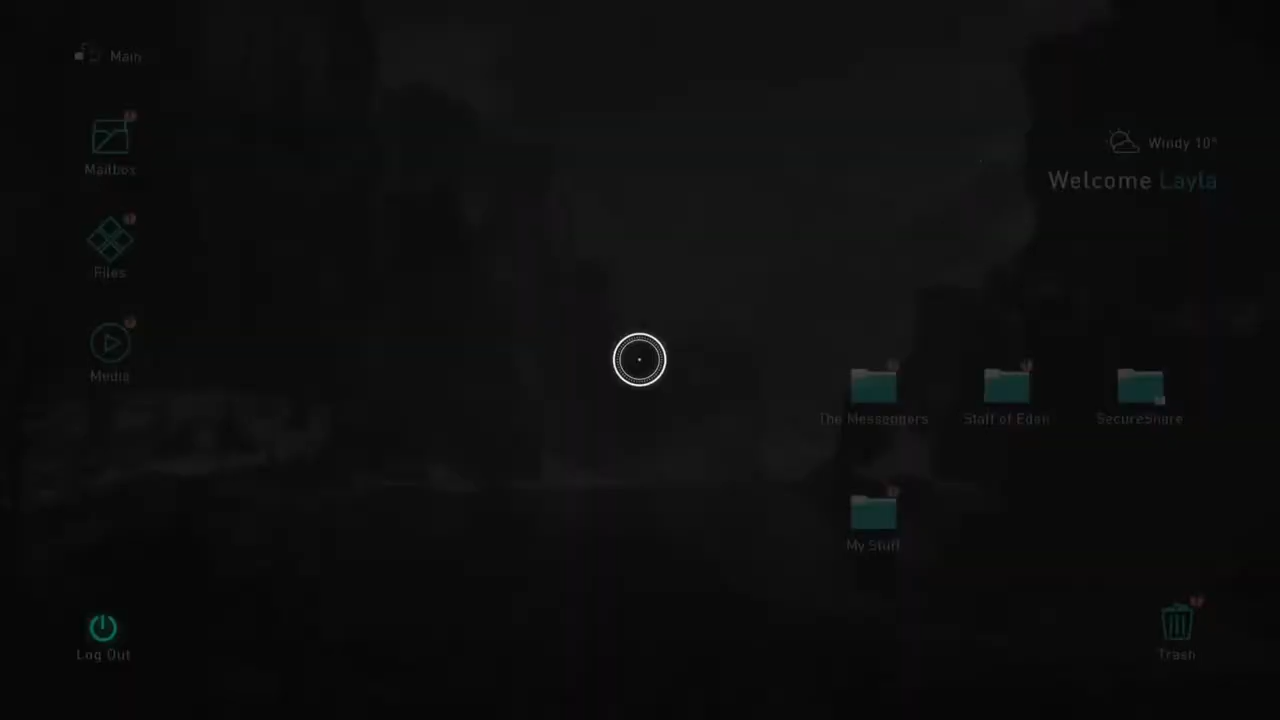 Main
Mailbox
Files
Media
Windy 10°
Welcome Layla
The Messengers
Staff of Eden
SecureShare
My Stuff
Log Out
Trash